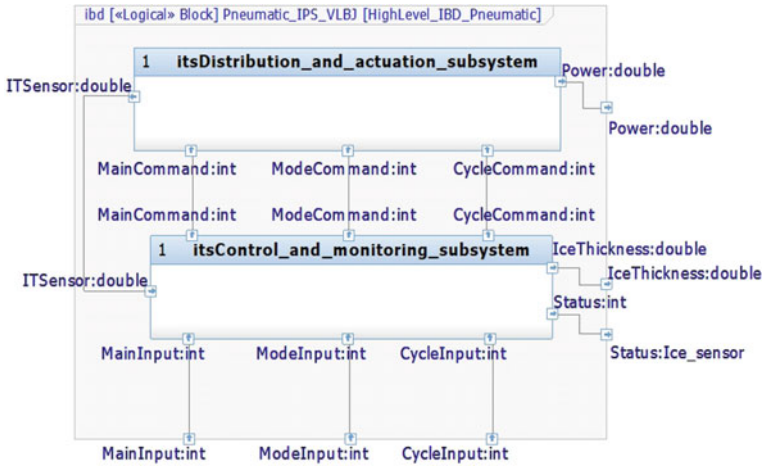 ibd [«Logical» Block] Pneumatic_IPS_VLBJ [HighLevel_IBD_Pneumatic]
1 itsDistribution_and_actuation_subsystem
Power:double
ITSensor:double
Power:double
MainCommand:int ModeCommand:int CycleCommand:int
MainCommand:int ModeCommand:int CycleCommand:int
1 itsControl_and_monitoring_subsystem
IceThickness:double
IceThickness:double
ITSensor:double
Status:int
MainInput:int ModeInput:int CycleInput:int
Status:Ice_sensor
MainInput:int ModeInput:int CycleInput:int